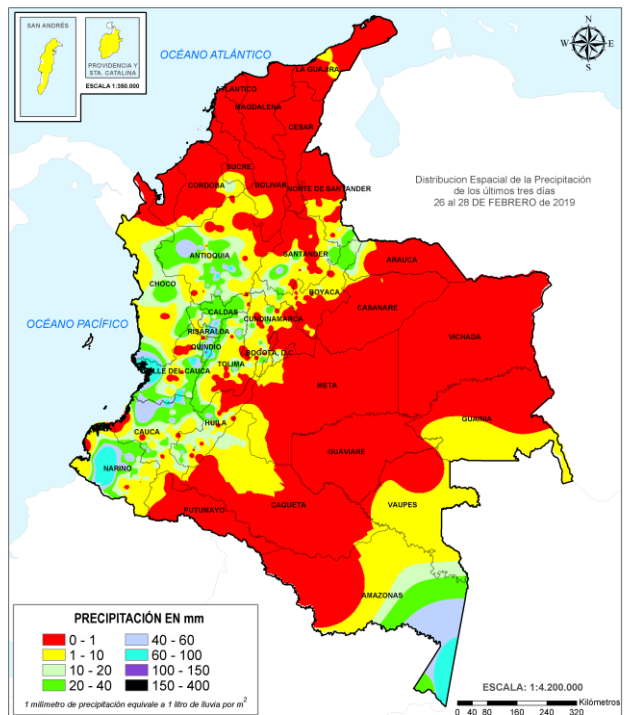 SAN ANDRÉS
PROVIDENCIA Y
STA. CATALINA
ESCALA 1:350.000
OCÉANO ATLÁNTICO
N
W
E
S
LA GUAJIRA
ATLANTICO
MAGDALENA
CESAR
SUCRE
CORDOBA
BOLIVAR
NORTE DE SANTANDER
Distribucion Espacial de la Precipitación
de los últimos tres días
26 al 28 DE FEBRERO de 2019
ANTIOQUIA
SANTANDER
ARAUCA
CHOCO
BOYACA
CASANARE
CALDAS
CUNDINAMARCA
OCÉANO PACÍFICO
RISARALDA
VICHADA
QUINDIO
BOGOTA, D.C.
TOLIMA
VALLE DEL CAUCA
META
GUAINIA
HUILA
CAUCA
GUAVIARE
NARIÑO
CAQUETA
VAUPES
PUTUMAYO
AMAZONAS
PRECIPITACIÓN EN mm
0 - 1
40 - 60
1 - 10
60 - 100
10 - 20
100 - 150
20 - 40
150 - 400
1 milímetro de precipitación equivale a 1 litro de lluvia por m²
ESCALA: 1:4.200.000
Kilómetros
0 40 80 160 240 320